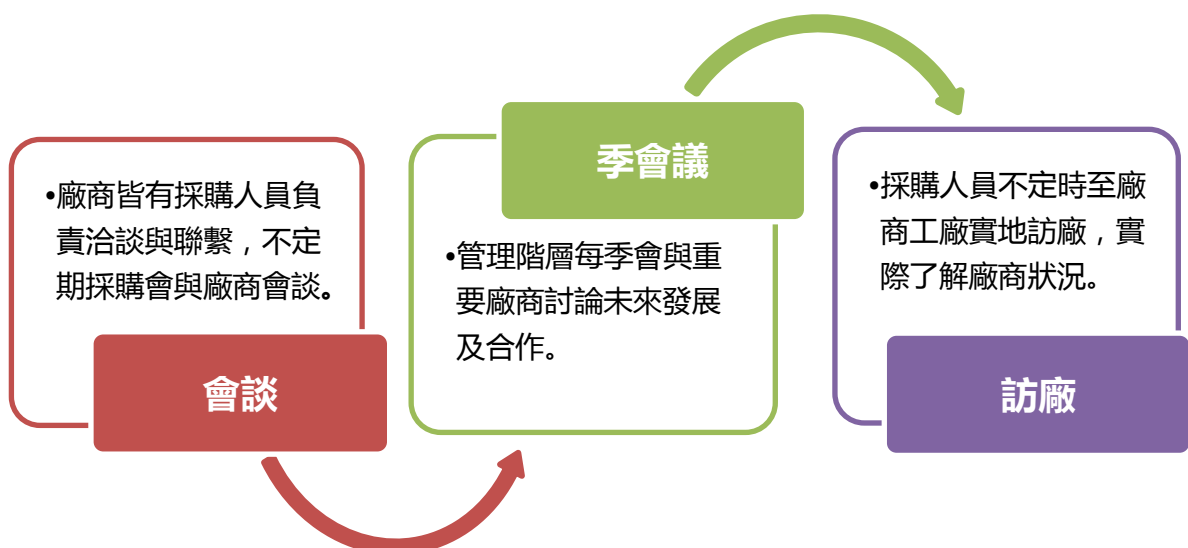 •廠商皆有採購人員負
責洽談與聯繫，不定
期採購會與廠商會談。
會談
季會議
•管理階層每季會與重
要廠商討論未來發展
及合作。
•採購人員不定時至廠
商工廠實地訪廠，實
際了解廠商狀況。
訪廠